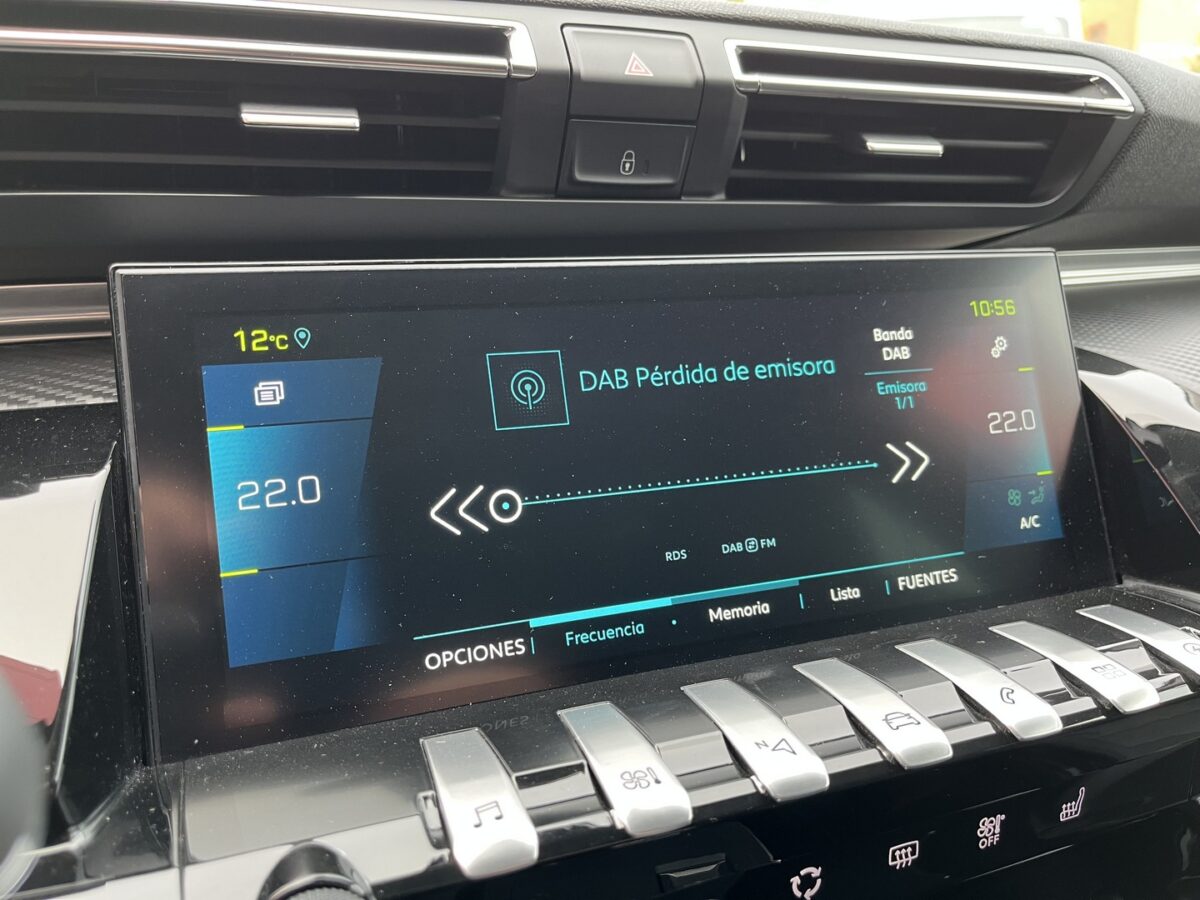 12°C
10:56
Banda
DAB
DAB Pérdida de emisora
Emisora
1/1
22.0
22.0
A/C
RDS
DAB FM
OPCIONES
Frecuencia
Memoria
Lista
FUENTES
N
OFF